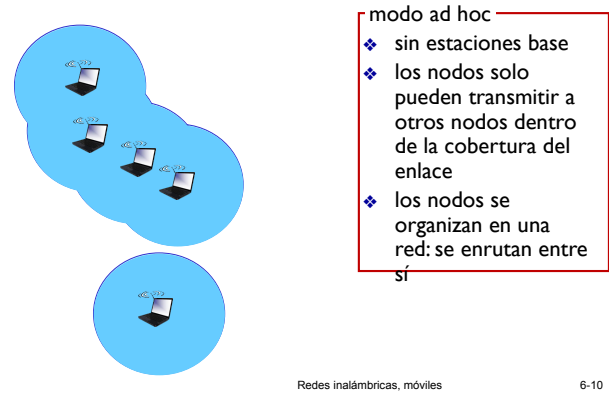 modo ad hoc
sin estaciones base
los nodos solo
pueden transmitir a
otros nodos dentro
de la cobertura del
enlace
los nodos se
organizan en una
red: se enrutan entre
sí
Redes inalámbricas, móviles 6-10